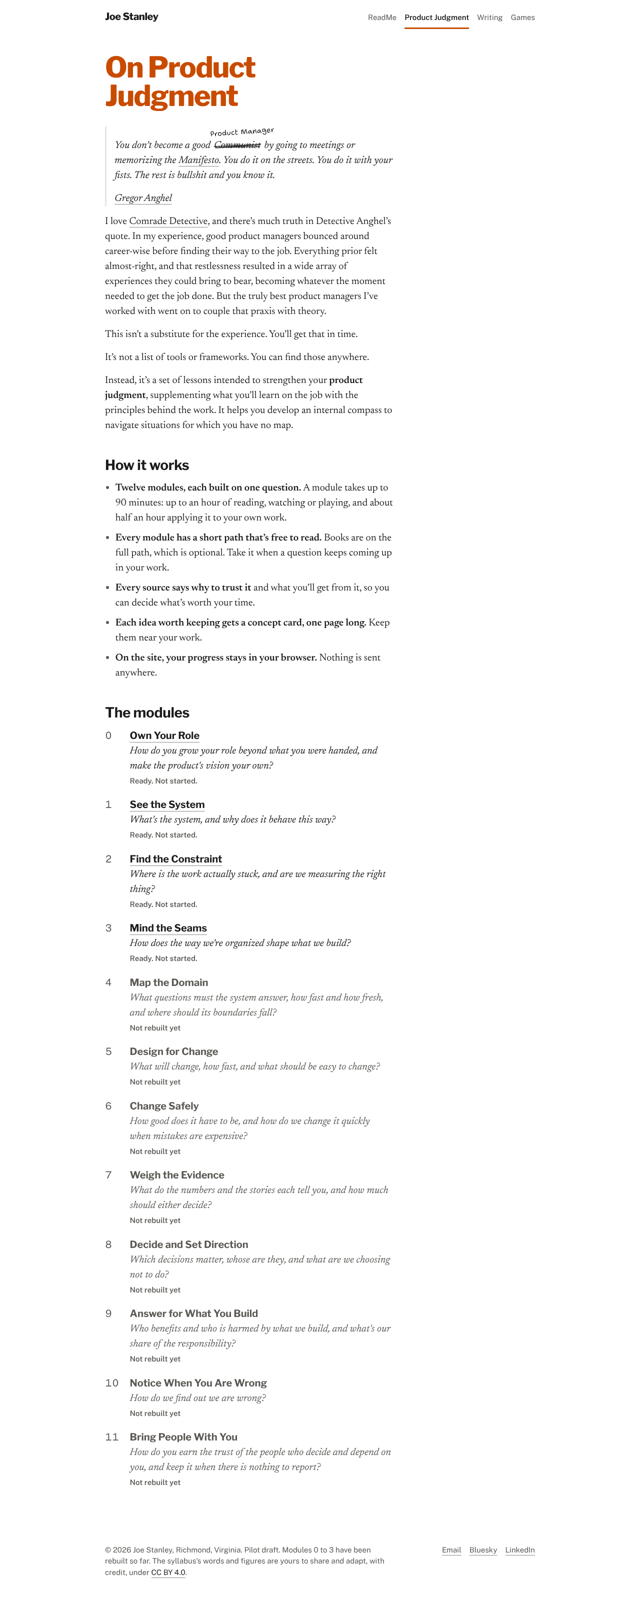 Joe Stanley
ReadMe Product Judgment Writing Games
On Product
Judgment
Product Manager
You don't become a good Communist by going to meetings or
memorizing the Manifesto. You do it on the streets. You do it with your
fists. The rest is bullshit and you know it.
Gregor Anghel
I love Comrade Detective, and there's much truth in Detective Anghel's
quote. In my experience, good product managers bounced around
career-wise before finding their way to the job. Everything prior felt
almost-right, and that restlessness resulted in a wide array of
experiences they could bring to bear, becoming whatever the moment
needed to get the job done. But the truly best product managers I've
worked with went on to couple that praxis with theory.
This isn't a substitute for the experience. You'll get that in time.
It's not a list of tools or frameworks. You can find those anywhere.
Instead, it's a set of lessons intended to strengthen your product
judgment, supplementing what you'll learn on the job with the
principles behind the work. It helps you develop an internal compass to
navigate situations for which you have no map.
How it works
▪ Twelve modules, each built on one question. A module takes up to
90 minutes: up to an hour of reading, watching or playing, and about
half an hour applying it to your own work.
▪ Every module has a short path that's free to read. Books are on the
full path, which is optional. Take it when a question keeps coming up
in your work.
▪ Every source says why to trust it and what you'll get from it, so you
can decide what's worth your time.
▪ Each idea worth keeping gets a concept card, one page long. Keep
them near your work.
▪ On the site, your progress stays in your browser. Nothing is sent
anywhere.
The modules
0 Own Your Role
How do you grow your role beyond what you were handed, and
make the product's vision your own?
Ready. Not started.
1 See the System
What's the system, and why does it behave this way?
Ready. Not started.
2 Find the Constraint
Where is the work actually stuck, and are we measuring the right
thing?
Ready. Not started.
3 Mind the Seams
How does the way we're organized shape what we build?
Ready. Not started.
4 Map the Domain
What questions must the system answer, how fast and how fresh,
and where should its boundaries fall?
Not rebuilt yet
5 Design for Change
What will change, how fast, and what should be easy to change?
Not rebuilt yet
6 Change Safely
How good does it have to be, and how do we change it quickly
when mistakes are expensive?
Not rebuilt yet
7 Weigh the Evidence
What do the numbers and the stories each tell you, and how much
should either decide?
Not rebuilt yet
8 Decide and Set Direction
Which decisions matter, whose are they, and what are we choosing
not to do?
Not rebuilt yet
9 Answer for What You Build
Who benefits and who is harmed by what we build, and what's our
share of the responsibility?
Not rebuilt yet
10 Notice When You Are Wrong
How do we find out we are wrong?
Not rebuilt yet
11 Bring People With You
How do you earn the trust of the people who decide and depend on
you, and keep it when there is nothing to report?
Not rebuilt yet
© 2026 Joe Stanley, Richmond, Virginia. Pilot draft. Modules 0 to 3 have been
rebuilt so far. The syllabus's words and figures are yours to share and adapt, with
credit, under CC BY 4.0.
Email Bluesky LinkedIn